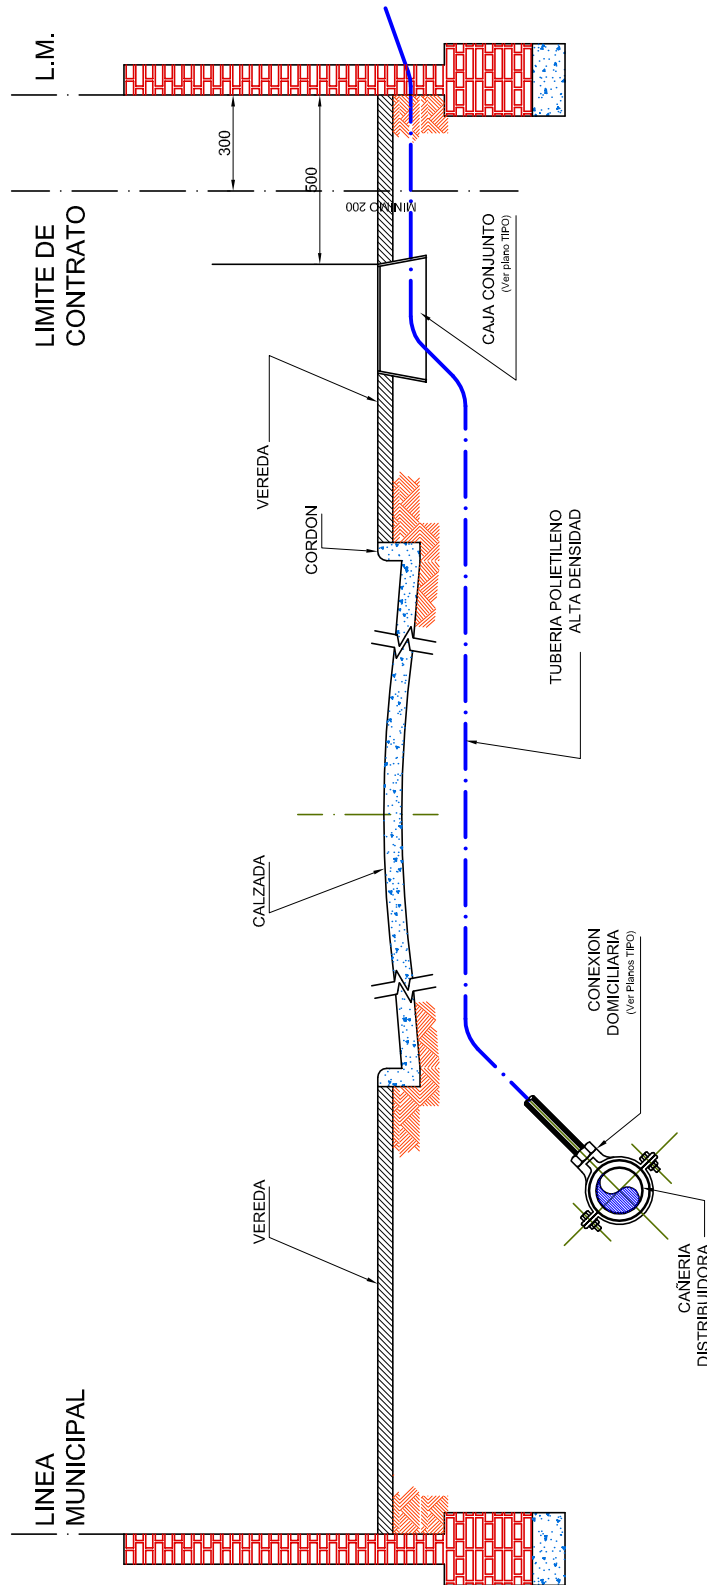 LINEA
MUNICIPAL
LIMITE DE
CONTRATO
L.M.
300
500
MINIMO 200
VEREDA
CALZADA
CORDON
VEREDA
CAJA CONJUNTO
(Ver plano TIPO)
TUBERIA POLIETILENO
ALTA DENSIDAD
CONEXION
DOMICILIARIA
(Ver Planos TIPO)
CAÑERIA
DISTRIBUIDORA